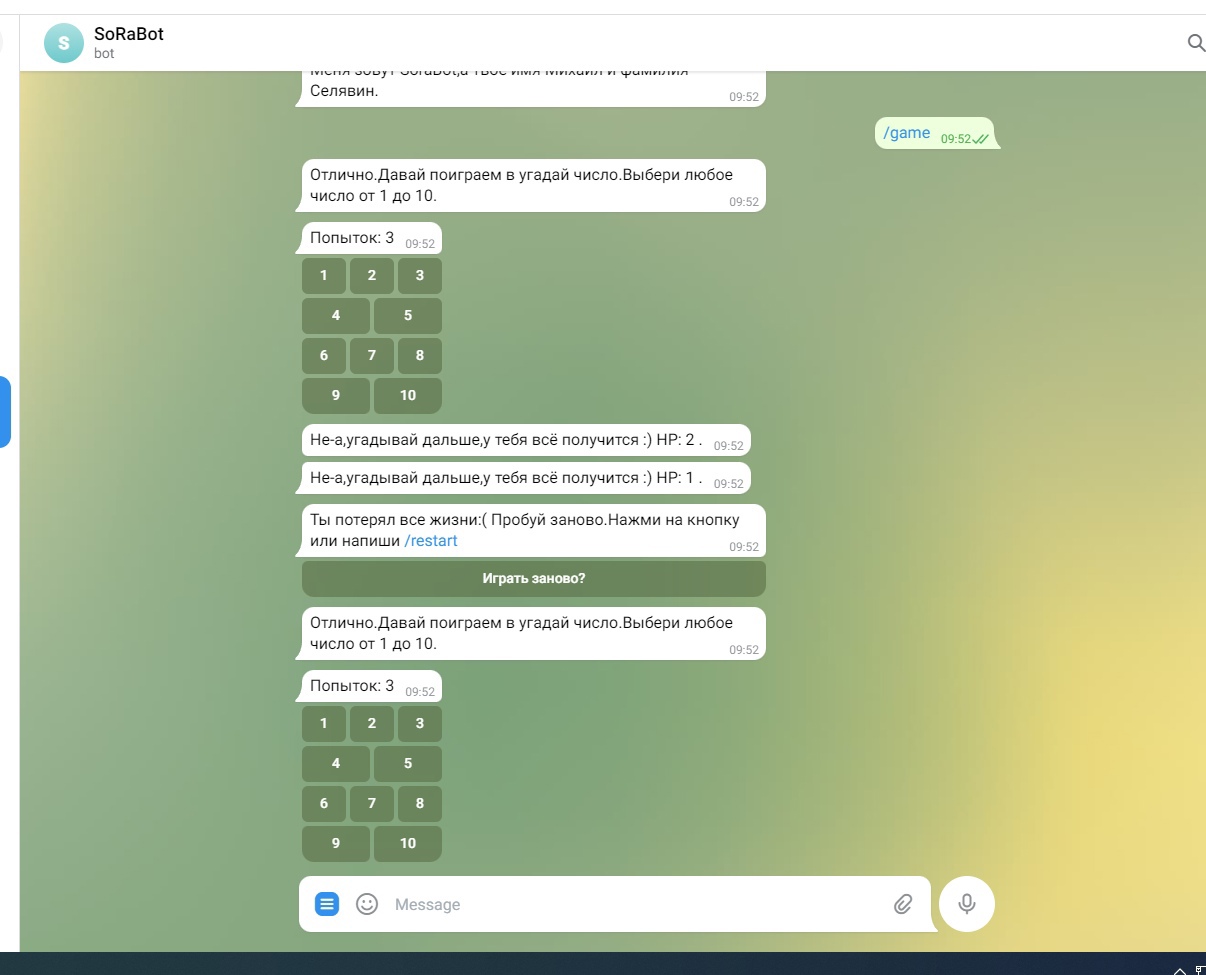 S
SoRaBot
bot
Меня зовут SoraBot,а твоё имя Михаил и фамилия
Селявин.
09:52
/game 09:52
Отлично.Давай поиграем в угадай число.Выбери любое
число от 1 до 10.
09:52
Попыток: 3 09:52
1 2 3
4 5
6 7 8
9 10
Не-а,угадывай дальше,у тебя всё получится :) HP: 2 . 09:52
Не-а,угадывай дальше,у тебя всё получится :) HP: 1 . 09:52
Ты потерял все жизни:( Пробуй заново.Нажми на кнопку
или напиши /restart
09:52
Играть заново?
Отлично.Давай поиграем в угадай число.Выбери любое
число от 1 до 10.
09:52
Попыток: 3 09:52
1 2 3
4 5
6 7 8
9 10
Message